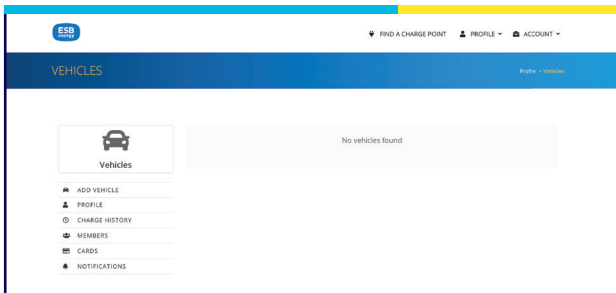 ESB
energy
FIND A CHARGE POINT PROFILE ACCOUNT
VEHICLES
Profile Vehicles
Vehicles
No vehicles found
ADD VEHICLE
PROFILE
CHARGE HISTORY
MEMBERS
CARDS
NOTIFICATIONS